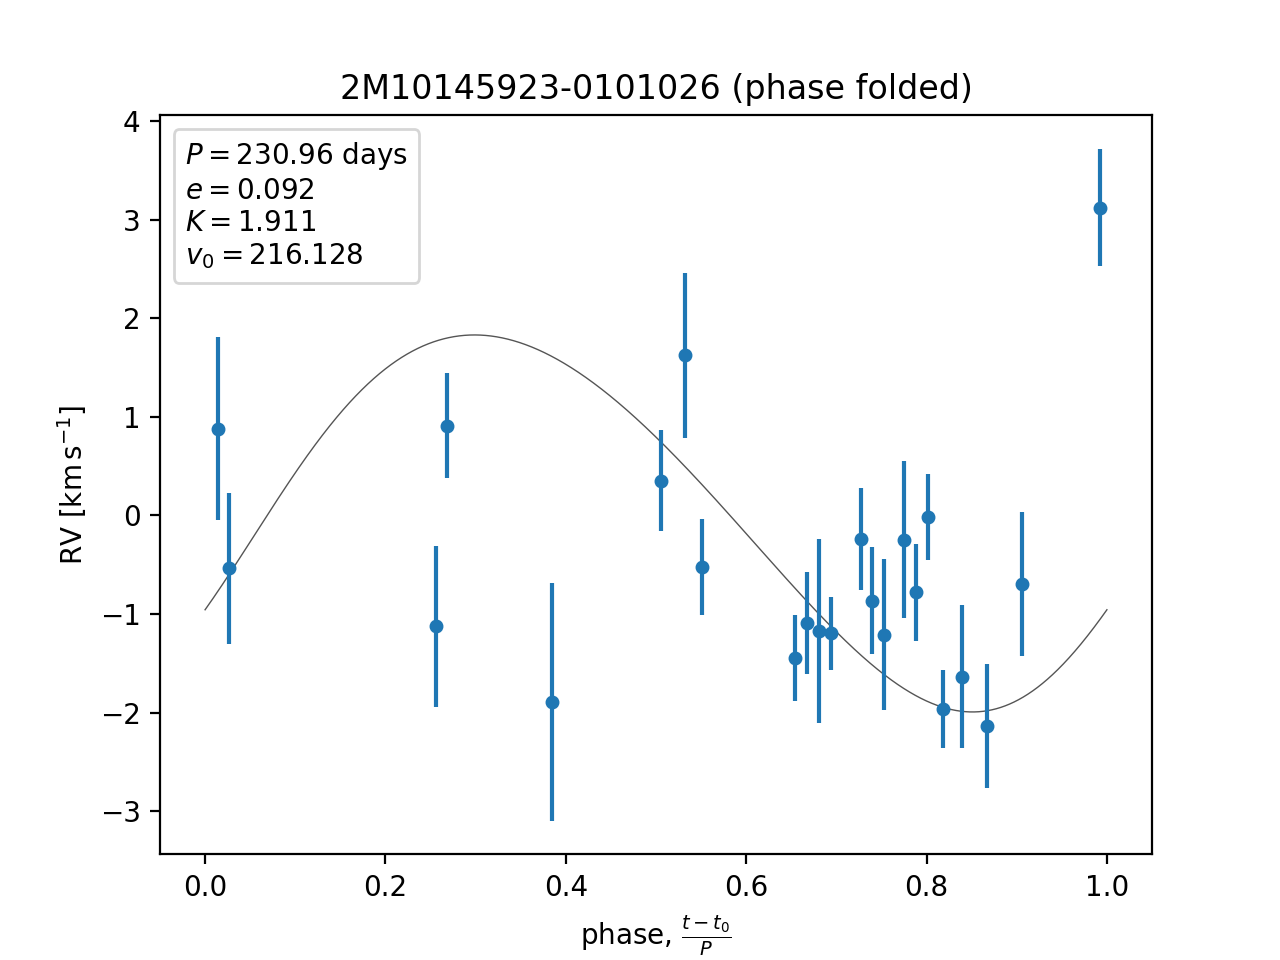 2M10145923-0101026 (phase folded)
P = 230.96 days
e = 0.092
K = 1.911
v₀ = 216.128
RV [km s⁻¹]
4
3
2
1
0
−1
−2
−3
0.0 0.2 0.4 0.6 0.8 1.0
phase, (t − t₀)/P